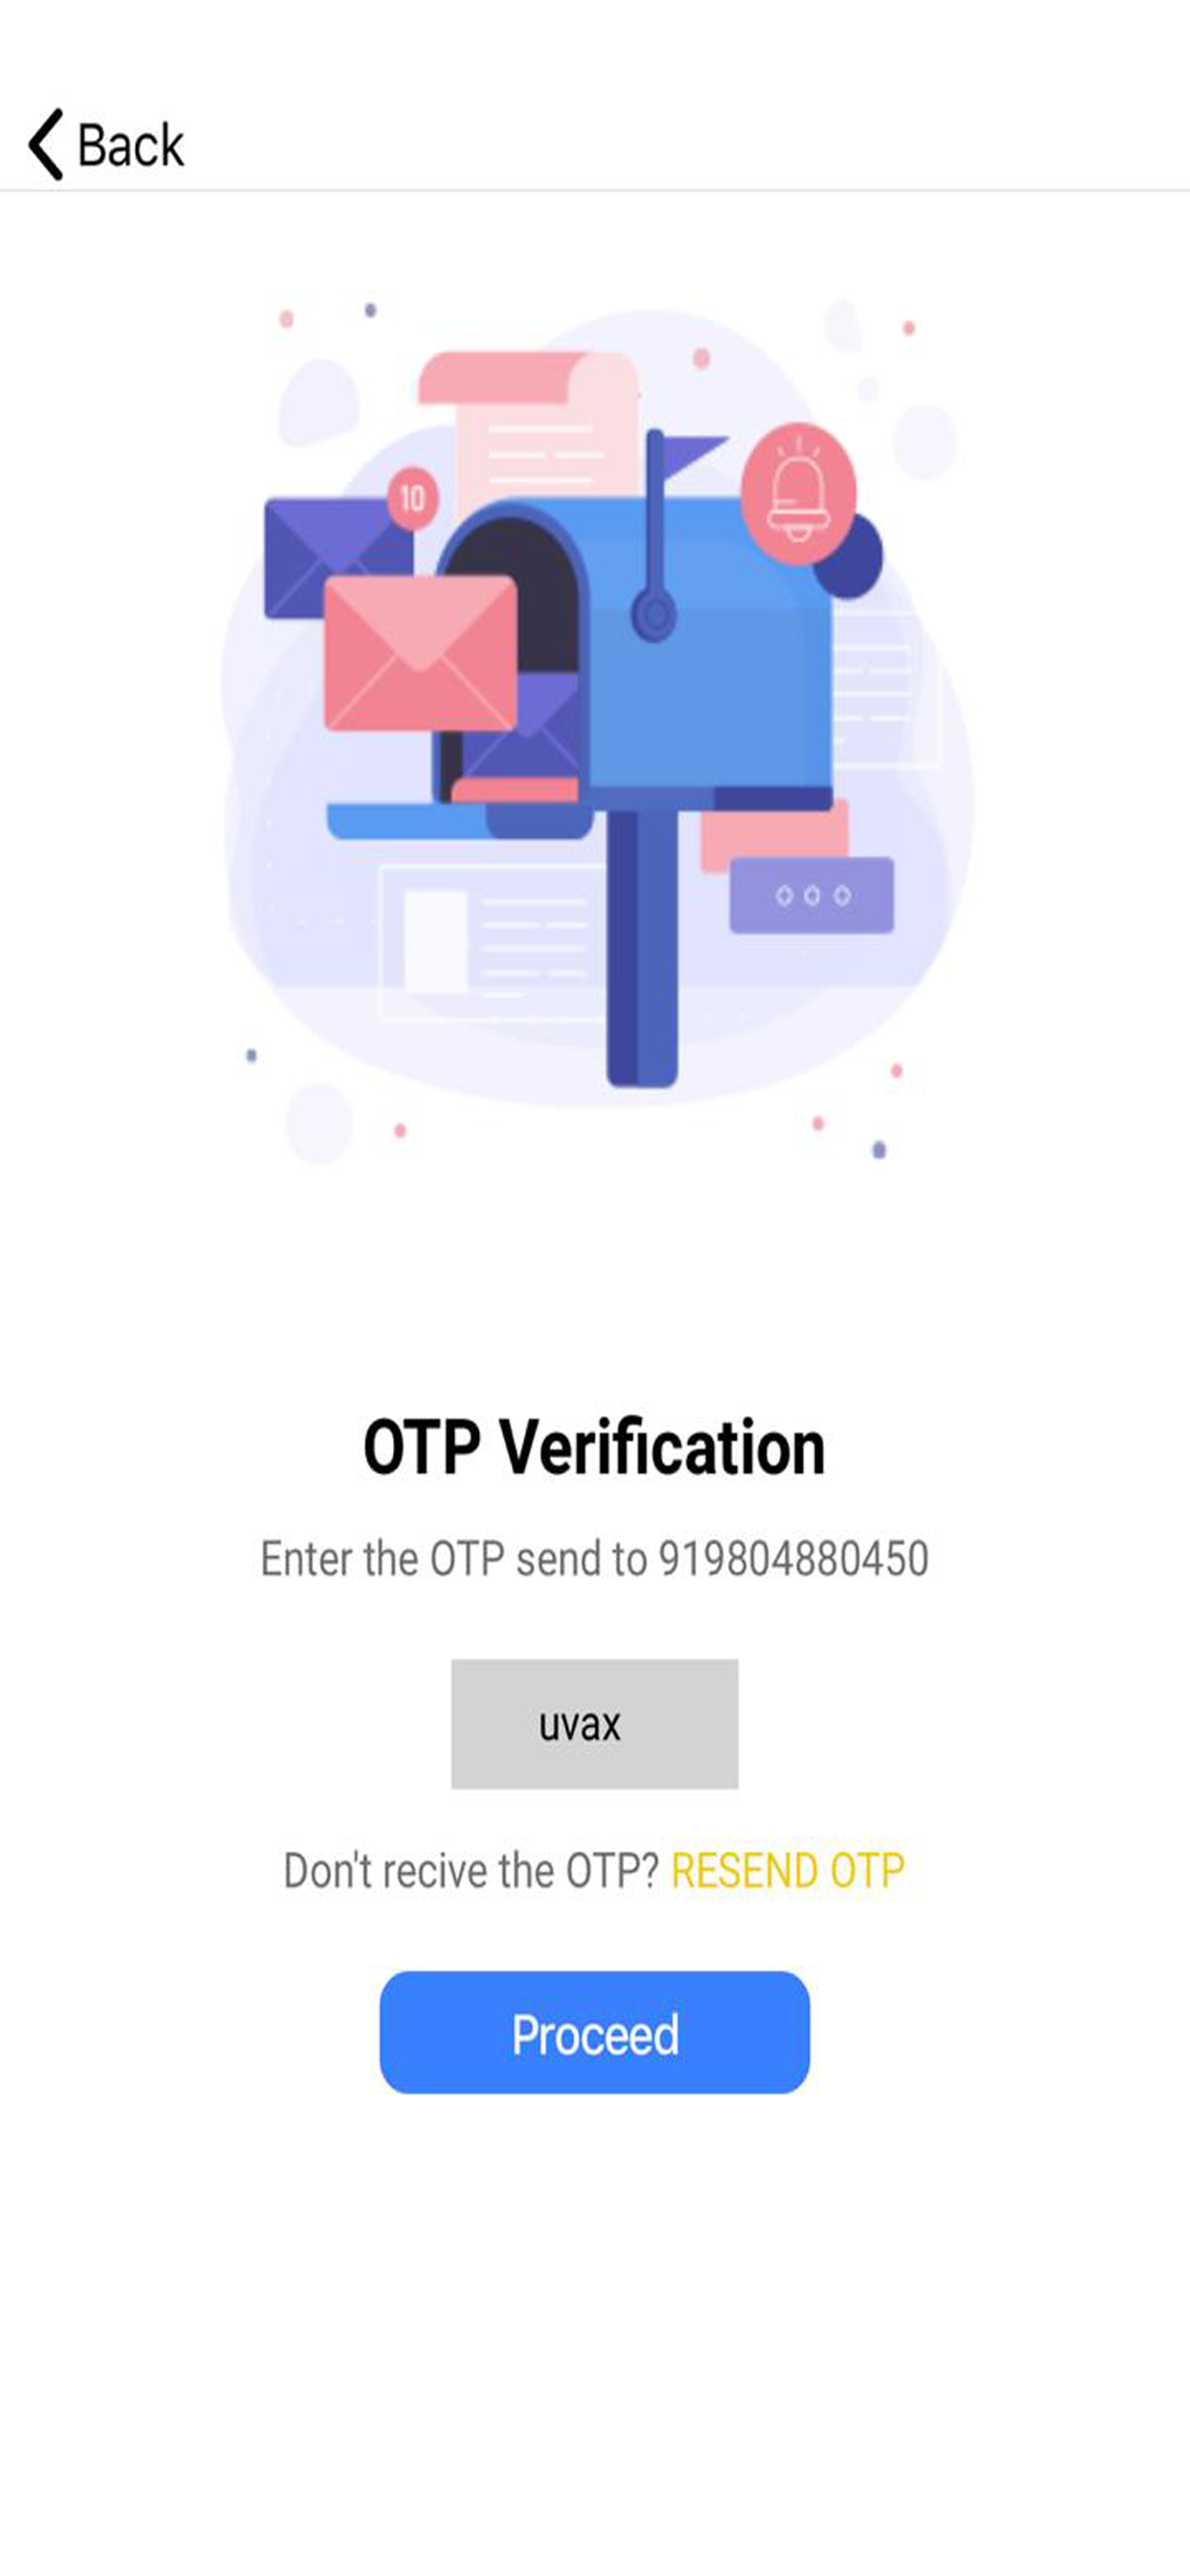 Back
10
OTP Verification
Enter the OTP send to 919804880450
uvax
Don't recive the OTP? RESEND OTP
Proceed